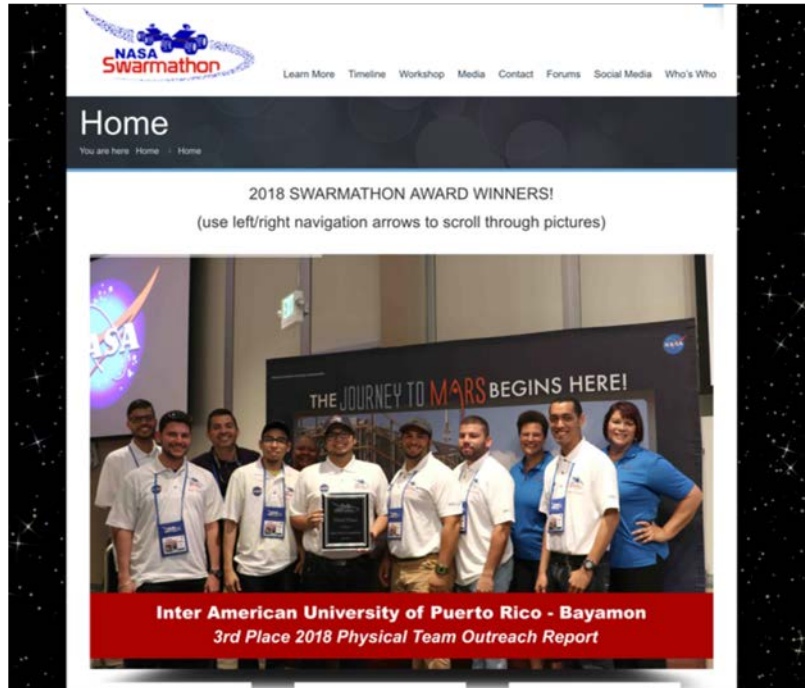 NASA
Swarmathon
Learn More Timeline Workshop Media Contact Forums Social Media Who's Who
Home
You are here Home › Home
2018 SWARMATHON AWARD WINNERS!
(use left/right navigation arrows to scroll through pictures)
NASA
THE JOURNEY TO MARS BEGINS HERE!
Inter American University of Puerto Rico - Bayamon
3rd Place 2018 Physical Team Outreach Report